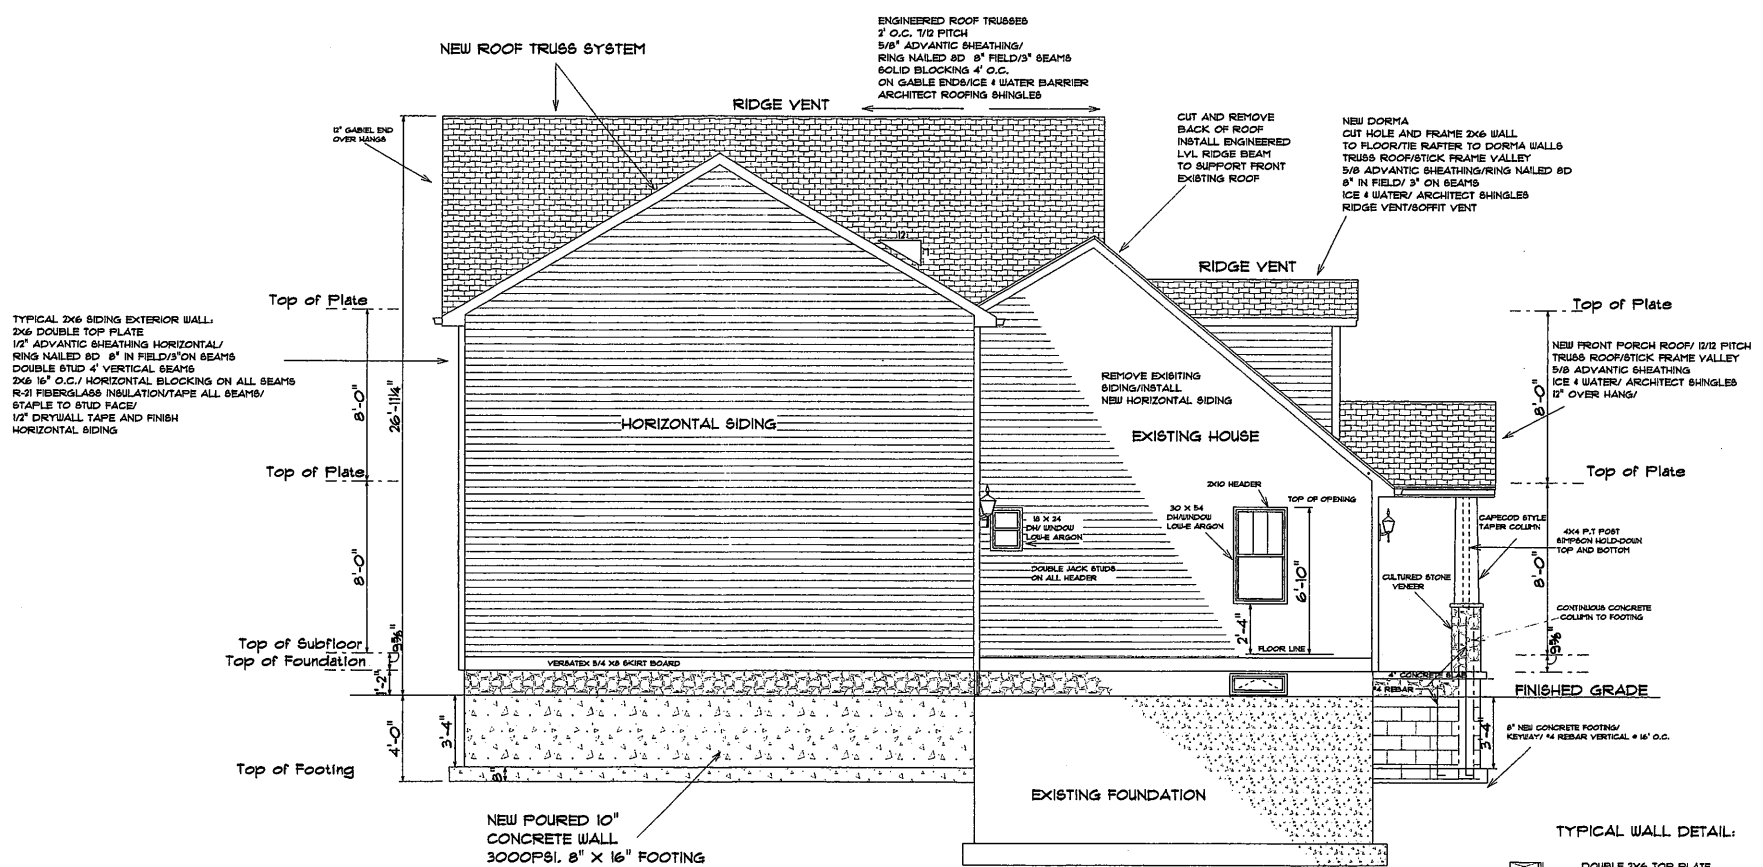 ENGINEERED ROOF TRUSSES
2' O.C. 7/12 PITCH
5/8" ADVANTIC SHEATHING/
RING NAILED 8D 8" FIELD/3" SEAMS
SOLID BLOCKING 4' O.C.
ON GABLE ENDS/ICE & WATER BARRIER
ARCHITECT ROOFING SHINGLES
NEW ROOF TRUSS SYSTEM
RIDGE VENT
12" GABIEL END
OVER HANGS
CUT AND REMOVE
BACK OF ROOF
INSTALL ENGINEERED
LVL RIDGE BEAM
TO SUPPORT FRONT
EXISTING ROOF
NEW DORMA
CUT HOLE AND FRAME 2X6 WALL
TO FLOOR/TIE RAFTER TO DORMA WALLS
TRUSS ROOF/STICK FRAME VALLEY
5/8 ADVANTIC SHEATHING/RING NAILED 8D
8" IN FIELD/ 3" ON SEAMS
ICE & WATER/ ARCHITECT SHINGLES
RIDGE VENT/SOFFIT VENT
12
7
RIDGE VENT
Top of Plate
Top of Plate
TYPICAL 2X6 SIDING EXTERIOR WALL:
2X6 DOUBLE TOP PLATE
1/2" ADVANTIC SHEATHING HORIZONTAL/
RING NAILED 8D 8" IN FIELD/3"ON SEAMS
DOUBLE STUD 4' VERTICAL SEAMS
2X6 16" O.C./ HORIZONTAL BLOCKING ON ALL SEAMS
R-21 FIBERGLASS INSULATION/TAPE ALL SEAMS/
STAPLE TO STUD FACE/
1/2" DRYWALL TAPE AND FINISH
HORIZONTAL SIDING
8'-0"
26'-11¼"
NEW FRONT PORCH ROOF/ 12/12 PITCH
TRUSS ROOF/STICK FRAME VALLEY
5/8 ADVANTIC SHEATHING
ICE & WATER/ ARCHITECT SHINGLES
12" OVER HANG/
8'-0"
REMOVE EXISITING
SIDING/INSTALL
NEW HORIZONTAL SIDING
HORIZONTAL SIDING
EXISTING HOUSE
Top of Plate
Top of Plate
2X10 HEADER
TOP OF OPENING
30 X 54
DH/WINDOW
LOW-E ARGON
18 X 24
DH/ WINDOW
LOW-E ARGON
DOUBLE JACK STUDS
ON ALL HEADER
CAPECOD STYLE
TAPER COLUMN
4X4 P.T POST
SIMPSON HOLD-DOWN
TOP AND BOTTOM
8'-0"
6'-10"
8'-0"
CULTURED STONE
VENEER
CONTINUOUS CONCRETE
COLUMN TO FOOTING
2'-4"
FLOOR LINE
Top of Subfloor
Top of Foundation
9⅝"
9⅝"
VERSATEX 5/4 X8 SKIRT BOARD
1'-2"
4" CONCRETE SLAB
#4 REBAR
FINISHED GRADE
4'-0"
3'-4"
3'-4"
8" NEW CONCRETE FOOTING/
KEYWAY/ #4 REBAR VERTICAL @ 16' O.C.
Top of Footing
8"
EXISTING FOUNDATION
NEW POURED 10"
CONCRETE WALL
3000PSI. 8" X 16" FOOTING
TYPICAL WALL DETAIL:
DOUBLE 2X6 TOP PLATE